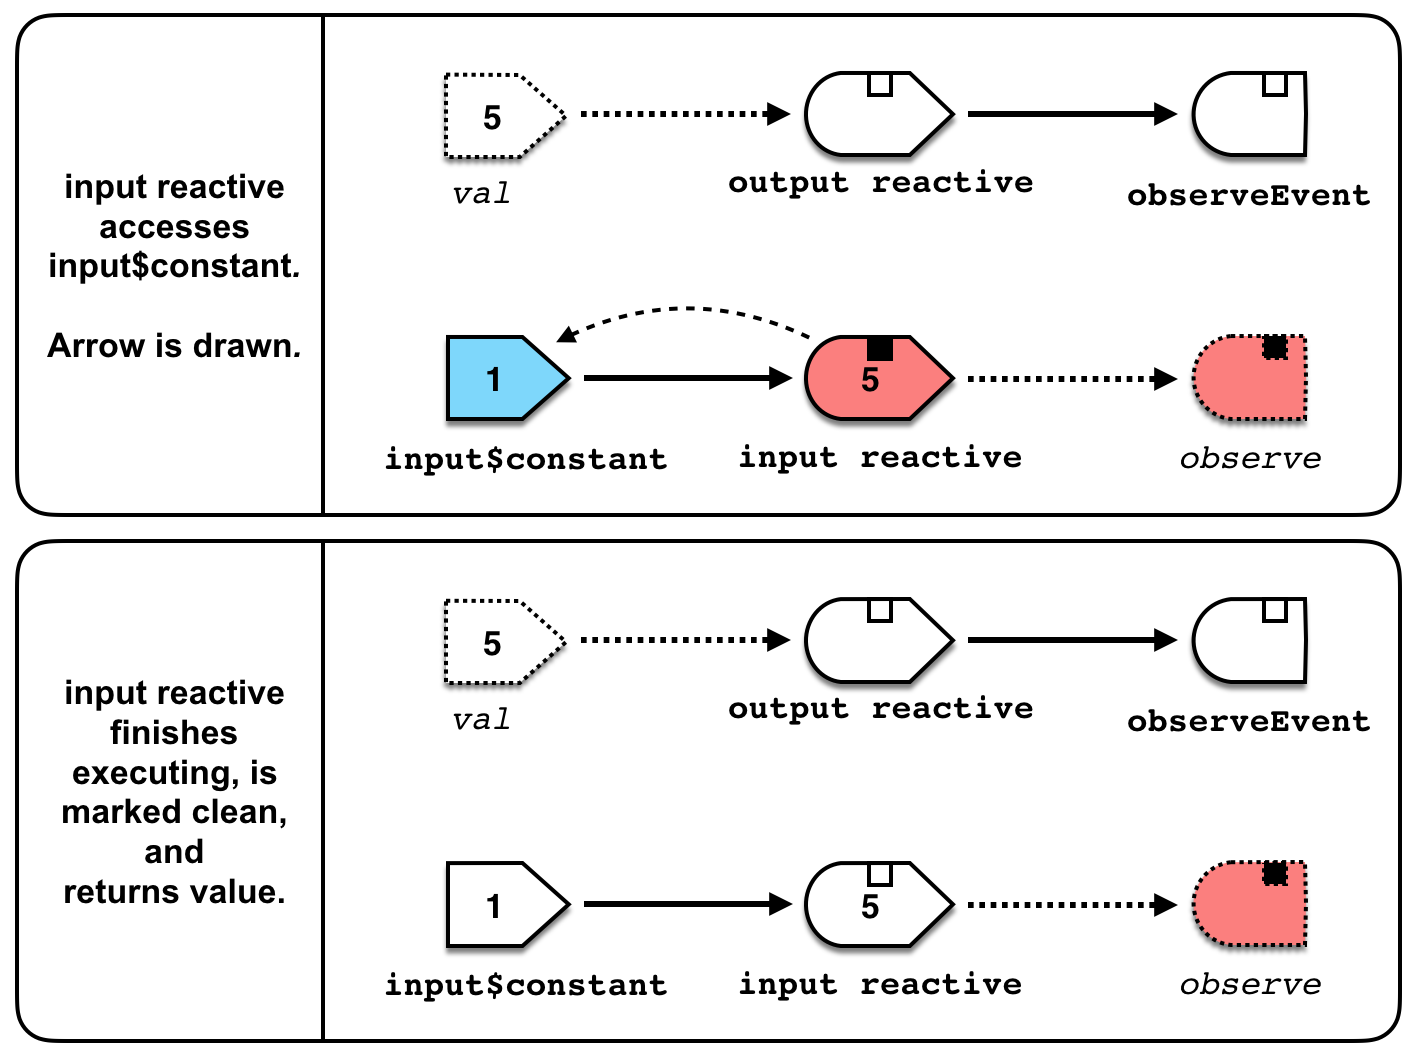 input reactive
accesses
input$constant.
Arrow is drawn.
5
val
output reactive
observeEvent
1
input$constant
5
input reactive
observe
input reactive
finishes
executing, is
marked clean,
and
returns value.
5
val
output reactive
observeEvent
1
input$constant
5
input reactive
observe